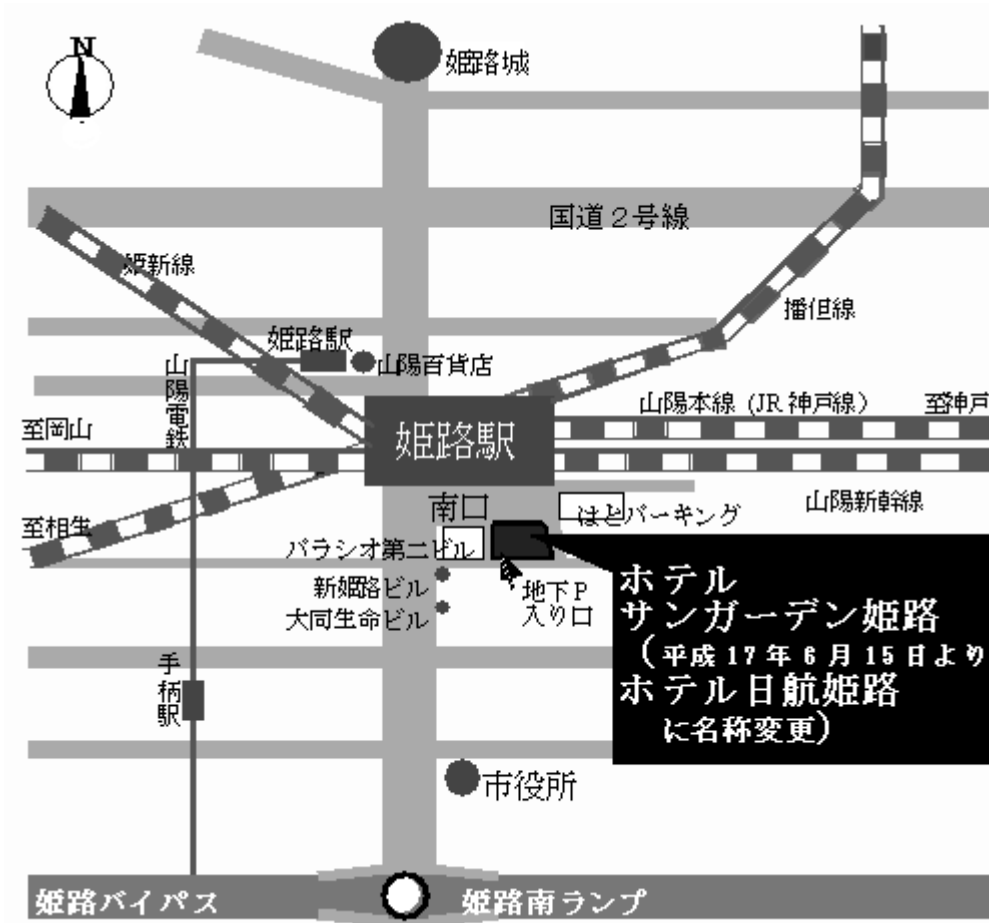 N
姫路城
国道２号線
姫新線
播但線
姫路駅
山陽百貨店
山陽電鉄
山陽本線 (JR 神戸線)
至神戸
至岡山
姫路駅
山陽新幹線
南口
はとパーキング
至相生
パラシオ第二ビル
新姫路ビル
地下P
入り口
大同生命ビル
ホテル
サンガーデン姫路
(平成 17 年 6 月 15 日より
ホテル日航姫路
に名称変更)
手柄駅
市役所
姫路バイパス
姫路南ランプ